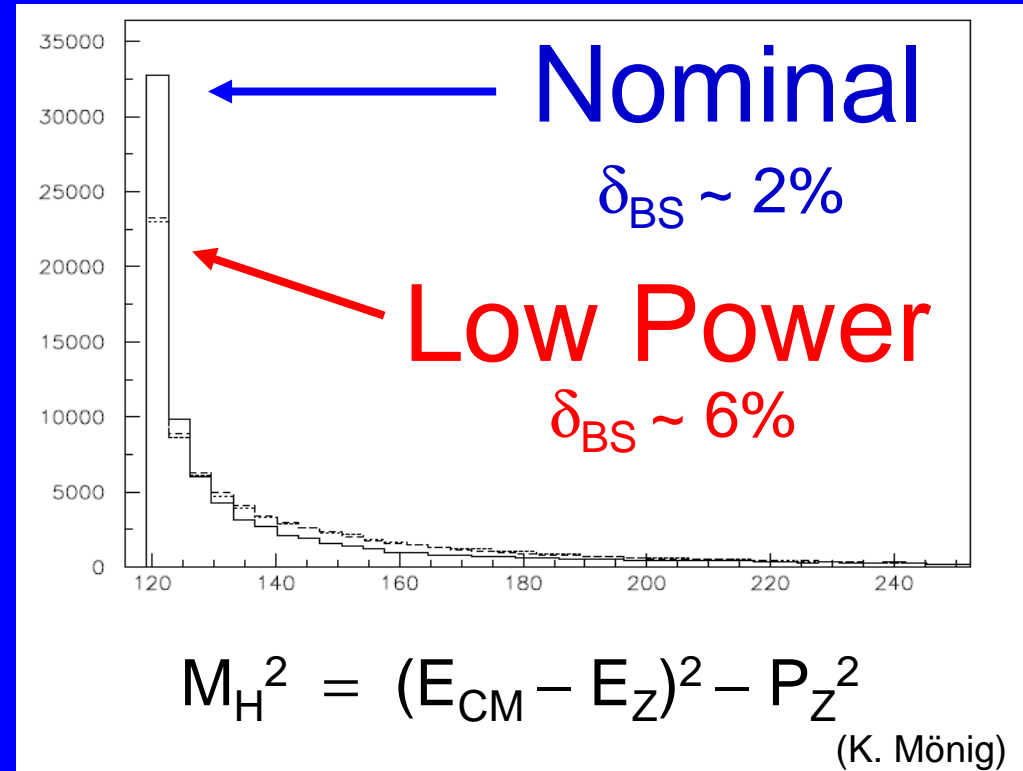 35000
30000
25000
20000
15000
10000
5000
0
120 140 160 180 200 220 240
Nominal
δBS ~ 2%
Low Power
δBS ~ 6%
MH² = (ECM – EZ)² – PZ²
(K. Mönig)